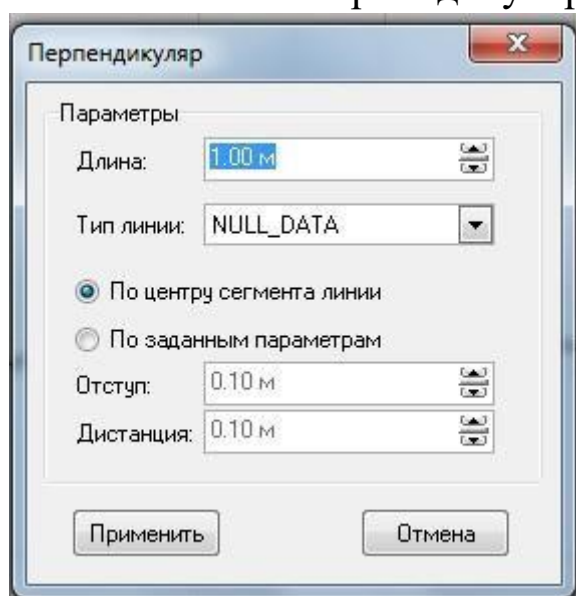 Перпендикуляр
Параметры
Длина: 1.00 м
Тип линии: NULL_DATA
По центру сегмента линии
По заданным параметрам
Отступ: 0.10 м
Дистанция: 0.10 м
Применить Отмена